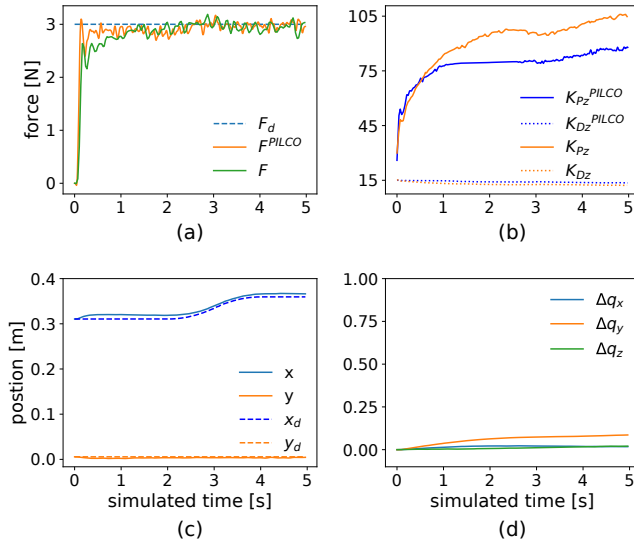 3
2
1
0
force [N]
F_d
F^PILCO
F
0 1 2 3 4 5
(a)
105
75
45
15
K_Pz^PILCO
K_Dz^PILCO
K_Pz
K_Dz
0 1 2 3 4 5
(b)
0.4
0.3
0.2
0.1
0.0
postion [m]
x
y
x_d
y_d
0 1 2 3 4 5
simulated time [s]
(c)
1.00
0.75
0.50
0.25
0.00
Δq_x
Δq_y
Δq_z
0 1 2 3 4 5
simulated time [s]
(d)